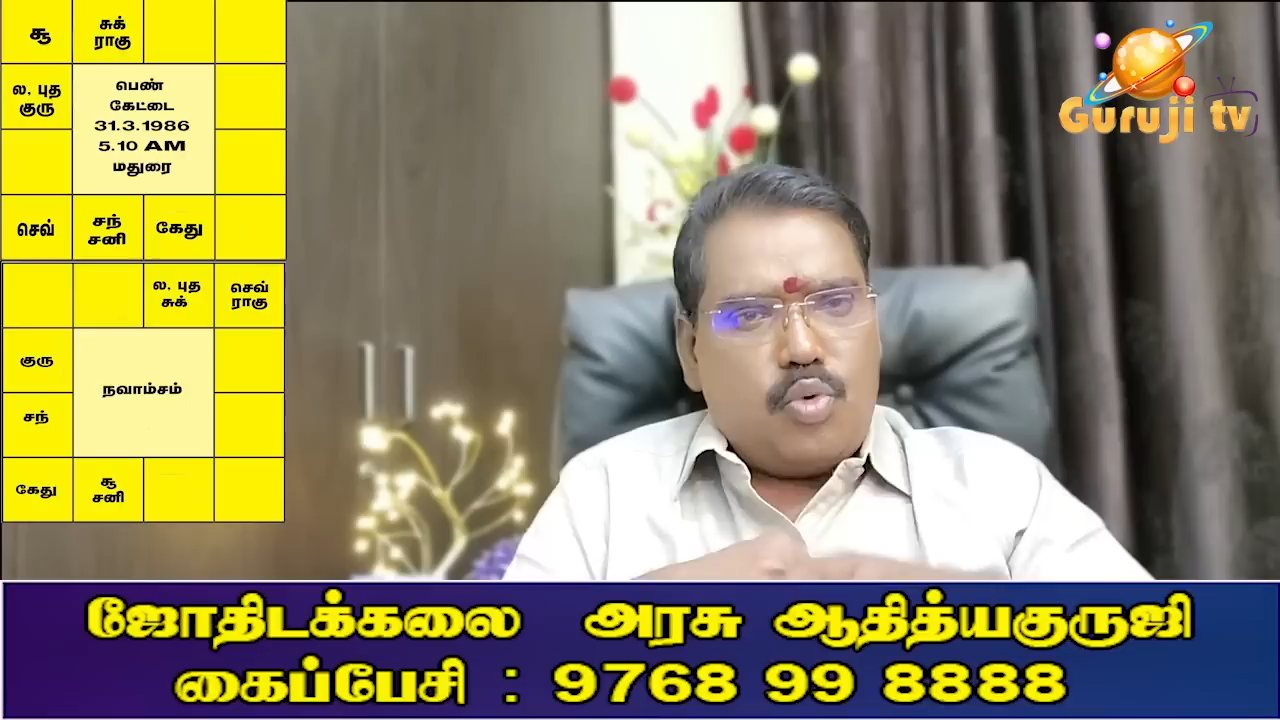 சூ
சுக்
ராகு
ல. புத
குரு
பெண்
கேட்டை
31.3.1986
5.10 AM
மதுரை
செவ்
சந்
சனி
கேது
ல. புத
சுக்
செவ்
ராகு
குரு
நவாம்சம்
சந்
கேது
சூ
சனி
Guruji tv
ஜோதிடக்கலை அரசு ஆதித்யகுருஜி
கைப்பேசி : 9768 99 8888